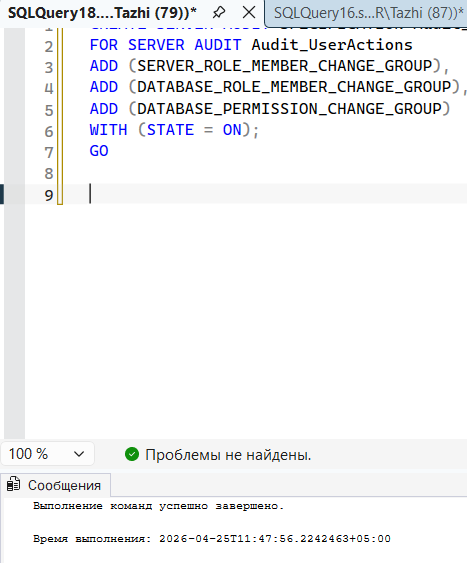 SQLQuery18....Tazhi (79))*
SQLQuery16.s...R\Tazhi (87))*
1
2 FOR SERVER AUDIT Audit_UserActions
3 ADD (SERVER_ROLE_MEMBER_CHANGE_GROUP),
4 ADD (DATABASE_ROLE_MEMBER_CHANGE_GROUP),
5 ADD (DATABASE_PERMISSION_CHANGE_GROUP)
6 WITH (STATE = ON);
7 GO
8
9
100 %
Проблемы не найдены.
Сообщения
Выполнение команд успешно завершено.
Время выполнения: 2026-04-25T11:47:56.2242463+05:00